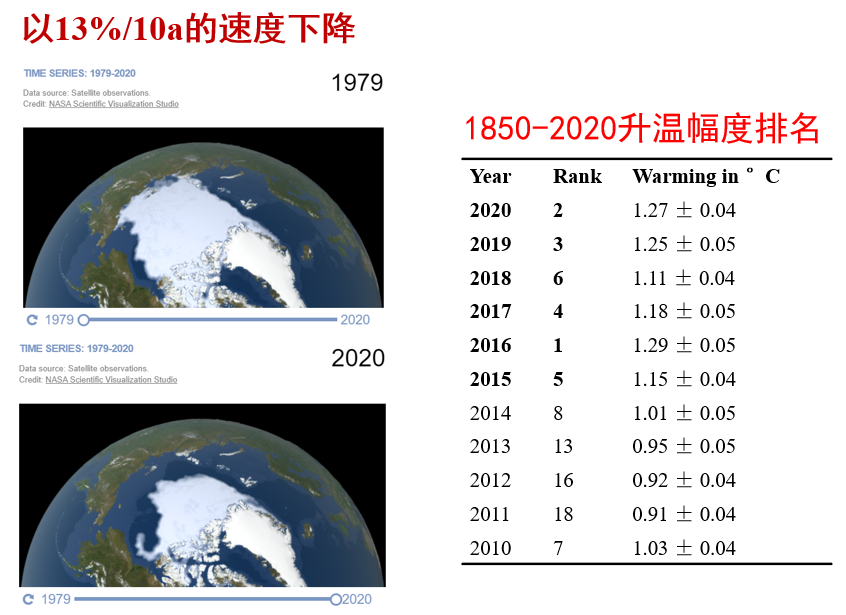 以13%/10a的速度下降
TIME SERIES: 1979-2020
1979
Data source: Satellite observations.
Credit: NASA Scientific Visualization Studio
1979
2020
TIME SERIES: 1979-2020
2020
Data source: Satellite observations.
Credit: NASA Scientific Visualization Studio
1979
2020
1850-2020升温幅度排名
Year Rank Warming in ° C
2020 2 1.27 ± 0.04
2019 3 1.25 ± 0.05
2018 6 1.11 ± 0.04
2017 4 1.18 ± 0.05
2016 1 1.29 ± 0.05
2015 5 1.15 ± 0.04
2014 8 1.01 ± 0.05
2013 13 0.95 ± 0.05
2012 16 0.92 ± 0.04
2011 18 0.91 ± 0.04
2010 7 1.03 ± 0.04